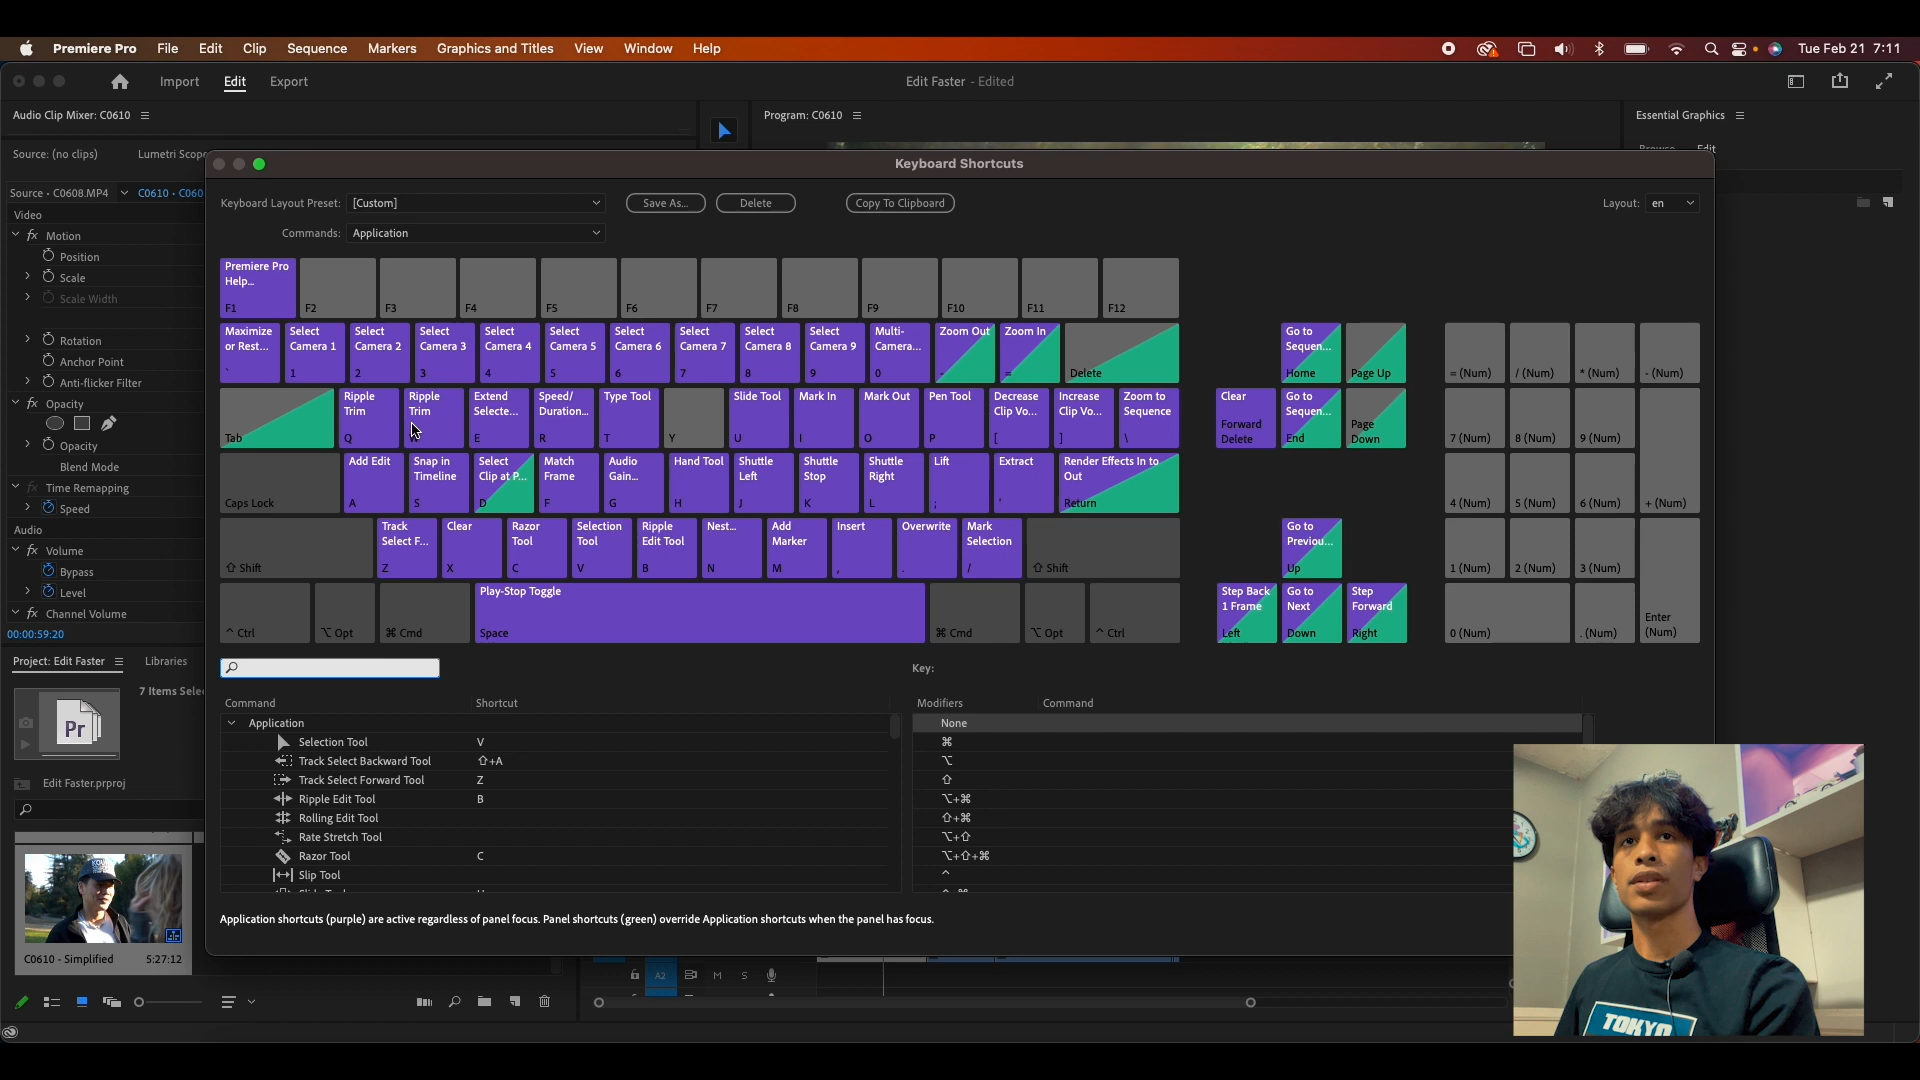 Premiere Pro File Edit Clip Sequence Markers Graphics and Titles View Window Help Tue Feb 21 7:11
Import Edit Export Edit Faster - Edited
Audio Clip Mixer: C0610 Program: C0610 Essential Graphics
Source: (no clips) Lumetri Scope
Browse Edit
Keyboard Shortcuts
Source • C0608.MP4 C0610 • C060
Keyboard Layout Preset: [Custom] Save As... Delete Copy To Clipboard Layout: en
Commands: Application
Video
Motion
Position
Scale
Scale Width
Rotation
Anchor Point
Anti-flicker Filter
Opacity
Opacity
Blend Mode
Time Remapping
Speed
Audio
Volume
Bypass
Level
Channel Volume
00:00:59:20
Premiere Pro
Help...
F1 F2 F3 F4 F5 F6 F7 F8 F9 F10 F11 F12
Maximize Select Select Select Select Select Select Select Select Select Multi- Zoom Out Zoom In
or Rest... Camera 1 Camera 2 Camera 3 Camera 4 Camera 5 Camera 6 Camera 7 Camera 8 Camera 9 Camera...
` 1 2 3 4 5 6 7 8 9 0 - = Delete
Go to
Sequen...
Home Page Up
= (Num) / (Num) * (Num) - (Num)
Ripple Ripple Extend Speed/ Type Tool Slide Tool Mark In Mark Out Pen Tool Decrease Increase Zoom to
Trim Trim Selecte... Duration... Clip Vo... Clip Vo... Sequence
Tab Q E R T Y U I O P [ ] \
Clear Go to
Sequen...
Forward
Delete End Page
Down
7 (Num) 8 (Num) 9 (Num)
Add Edit Snap in Select Match Audio Hand Tool Shuttle Shuttle Shuttle Lift Extract Render Effects In to
Timeline Clip at P... Frame Gain... Left Stop Right Out
Caps Lock A S D F G H J K L ; ' Return
4 (Num) 5 (Num) 6 (Num) + (Num)
Track Clear Razor Selection Ripple Nest... Add Insert Overwrite Mark
Select F... Tool Tool Edit Tool Marker Selection
⇧ Shift Z X C V B N M , . / ⇧ Shift
Go to
Previou...
Up
1 (Num) 2 (Num) 3 (Num)
Play-Stop Toggle
^ Ctrl ⌥ Opt ⌘ Cmd Space ⌘ Cmd ⌥ Opt ^ Ctrl
Step Back Go to Step
1 Frame Next Forward
Left Down Right
0 (Num) . (Num) Enter
(Num)
Project: Edit Faster Libraries
7 Items Sele
Pr
Edit Faster.prproj
C0610 - Simplified 5:27:12
Key:
Command Shortcut
Application
Selection Tool V
Track Select Backward Tool ⇧+A
Track Select Forward Tool Z
Ripple Edit Tool B
Rolling Edit Tool
Rate Stretch Tool
Razor Tool C
Slip Tool
Modifiers Command
None
⌘
⌥
⇧
⌥+⌘
⇧+⌘
⌥+⇧
⌥+⇧+⌘
^
Application shortcuts (purple) are active regardless of panel focus. Panel shortcuts (green) override Application shortcuts when the panel has focus.
A2 M S
TOKYO